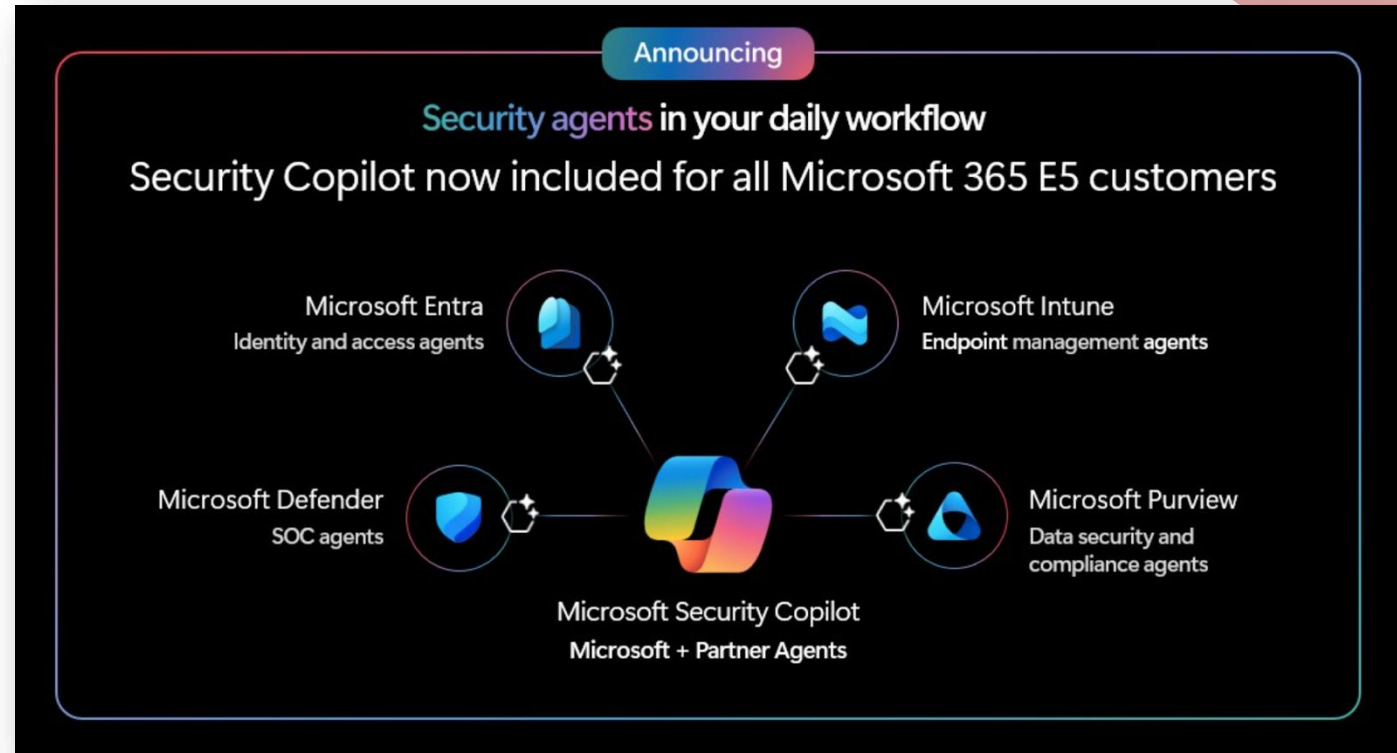 Announcing
Security agents in your daily workflow
Security Copilot now included for all Microsoft 365 E5 customers
Microsoft Entra
Identity and access agents
Microsoft Intune
Endpoint management agents
Microsoft Defender
SOC agents
Microsoft Purview
Data security and
compliance agents
Microsoft Security Copilot
Microsoft + Partner Agents